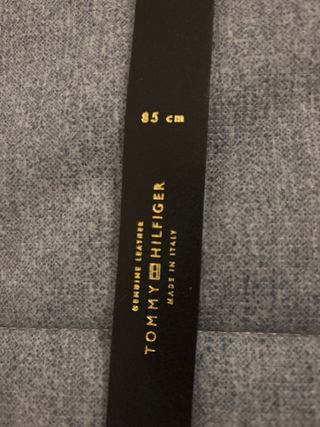 85 cm
GENUINE LEATHER
TOMMY HILFIGER
MADE IN ITALY